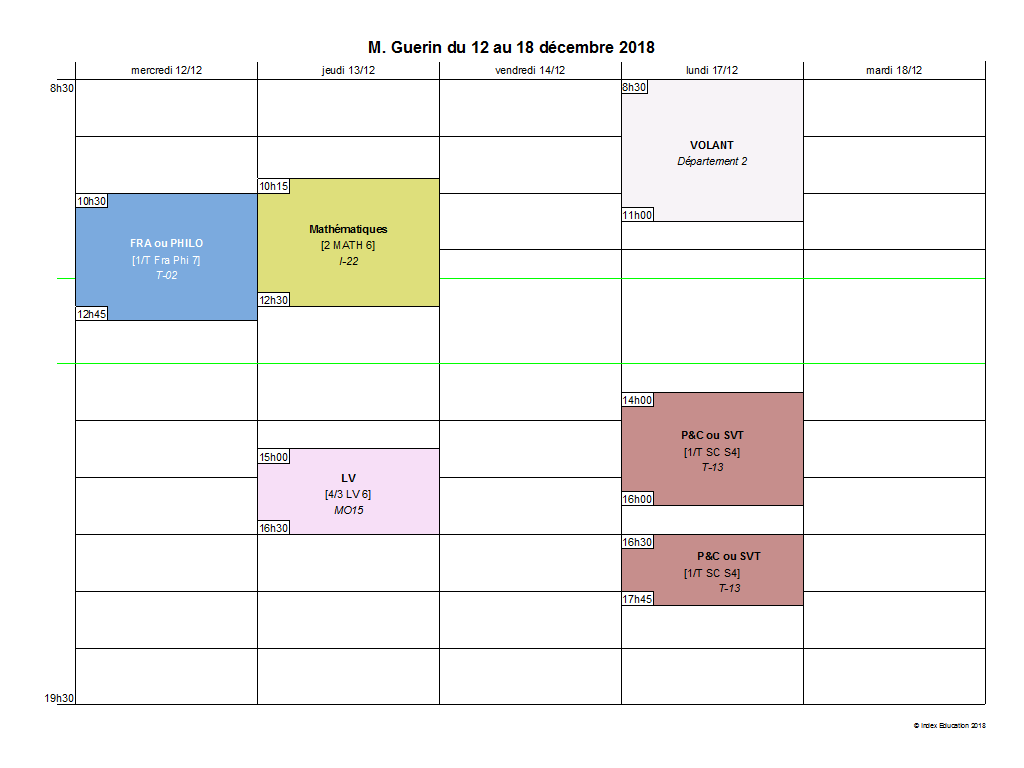 M. Guerin du 12 au 18 décembre 2018
mercredi 12/12
jeudi 13/12
vendredi 14/12
lundi 17/12
mardi 18/12
8h30
19h30
10h30
FRA ou PHILO
[1/T Fra Phi 7]
T-02
12h45
10h15
Mathématiques
[2 MATH 6]
I-22
12h30
15h00
LV
[4/3 LV 6]
MO15
16h30
8h30
VOLANT
Département 2
11h00
14h00
P&C ou SVT
[1/T SC S4]
T-13
16h00
16h30
P&C ou SVT
[1/T SC S4]
T-13
17h45
© Index Education 2018